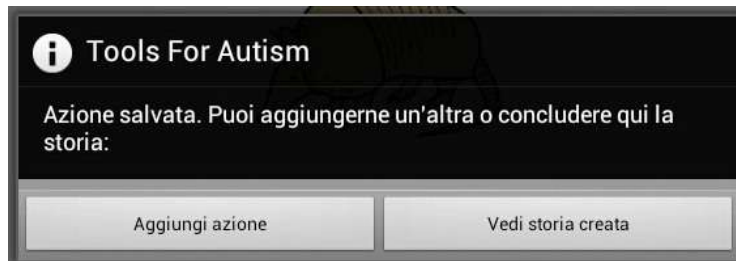 Tools For Autism
Azione salvata. Puoi aggiungerne un'altra o concludere qui la
storia:
Aggiungi azione
Vedi storia creata